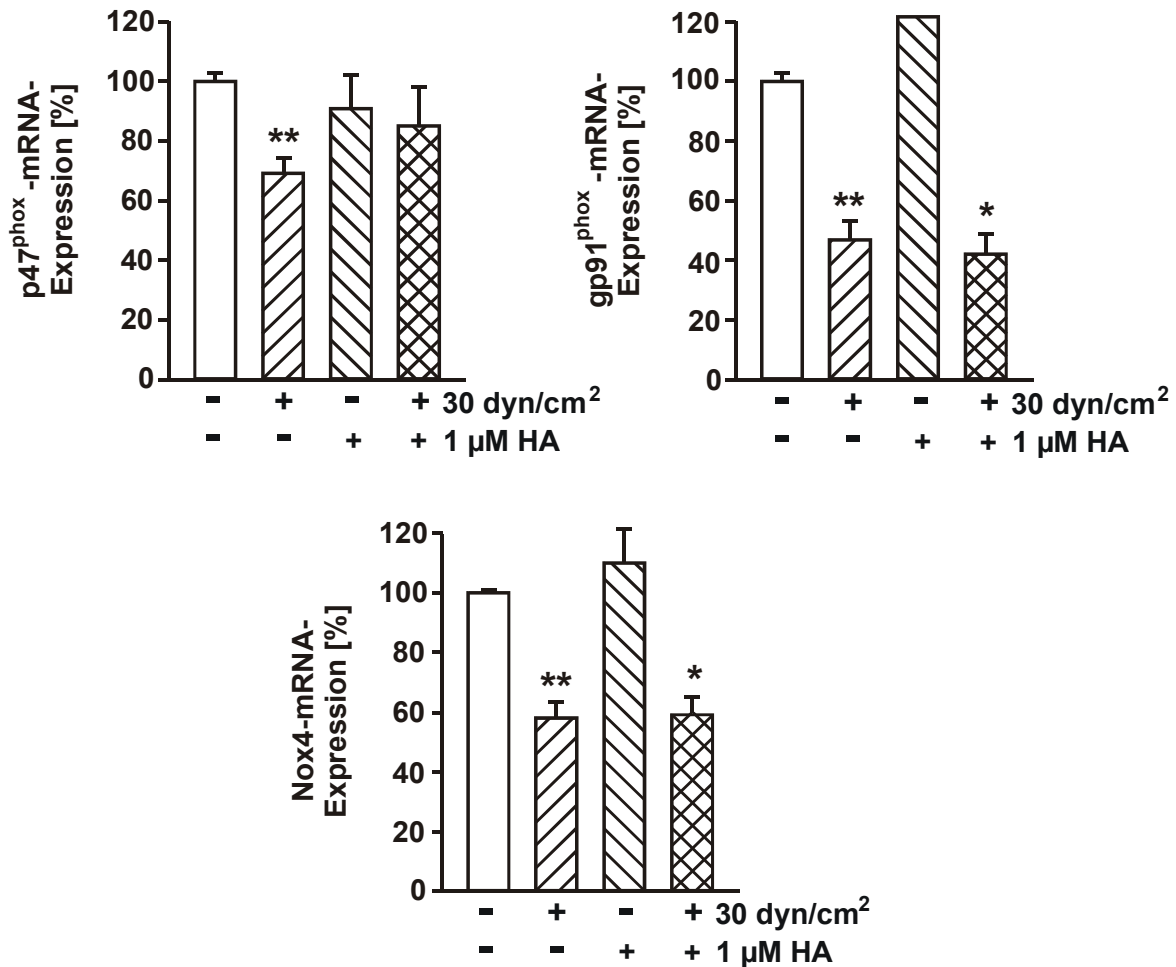 p47phox-mRNA-
Expression [%]
120
100
80
60
40
20
0
**
- + - + 30 dyn/cm2
- - + + 1 µM HA
gp91phox-mRNA-
Expression [%]
120
100
80
60
40
20
0
**
*
- + - + 30 dyn/cm2
- - + + 1 µM HA
Nox4-mRNA-
Expression [%]
120
100
80
60
40
20
0
**
*
- + - + 30 dyn/cm2
- - + + 1 µM HA